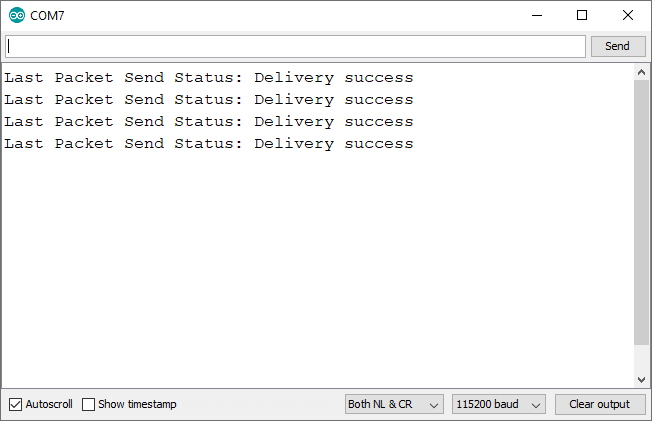 COM7
Send
Last Packet Send Status: Delivery success
Last Packet Send Status: Delivery success
Last Packet Send Status: Delivery success
Last Packet Send Status: Delivery success
Autoscroll Show timestamp Both NL & CR 115200 baud Clear output